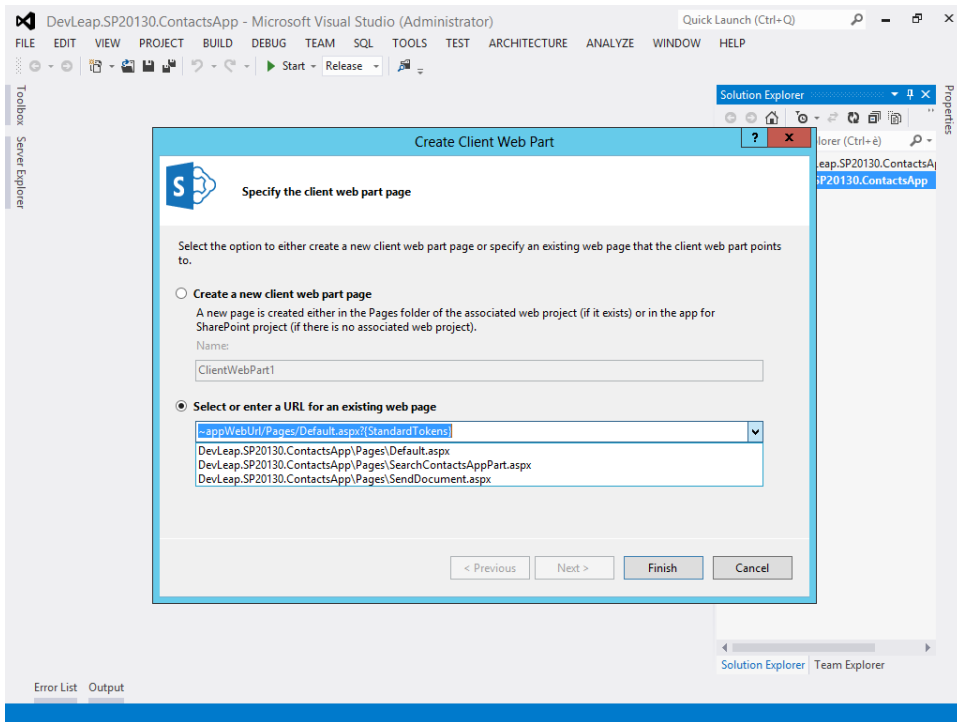 DevLeap.SP20130.ContactsApp - Microsoft Visual Studio (Administrator)
Quick Launch (Ctrl+Q)
FILE EDIT VIEW PROJECT BUILD DEBUG TEAM SQL TOOLS TEST ARCHITECTURE ANALYZE WINDOW HELP
Start Release
Toolbox
Server Explorer
Solution Explorer
Properties
lorer (Ctrl+è)
eap.SP20130.ContactsA
SP20130.ContactsApp
Create Client Web Part
? x
S
Specify the client web part page
Select the option to either create a new client web part page or specify an existing web page that the client web part points
to.
Create a new client web part page
A new page is created either in the Pages folder of the associated web project (if it exists) or in the app for
SharePoint project (if there is no associated web project).
Name:
ClientWebPart1
Select or enter a URL for an existing web page
~appWebUrl/Pages/Default.aspx?{StandardTokens}
DevLeap.SP20130.ContactsApp\Pages\Default.aspx
DevLeap.SP20130.ContactsApp\Pages\SearchContactsAppPart.aspx
DevLeap.SP20130.ContactsApp\Pages\SendDocument.aspx
< Previous Next > Finish Cancel
Solution Explorer Team Explorer
Error List Output